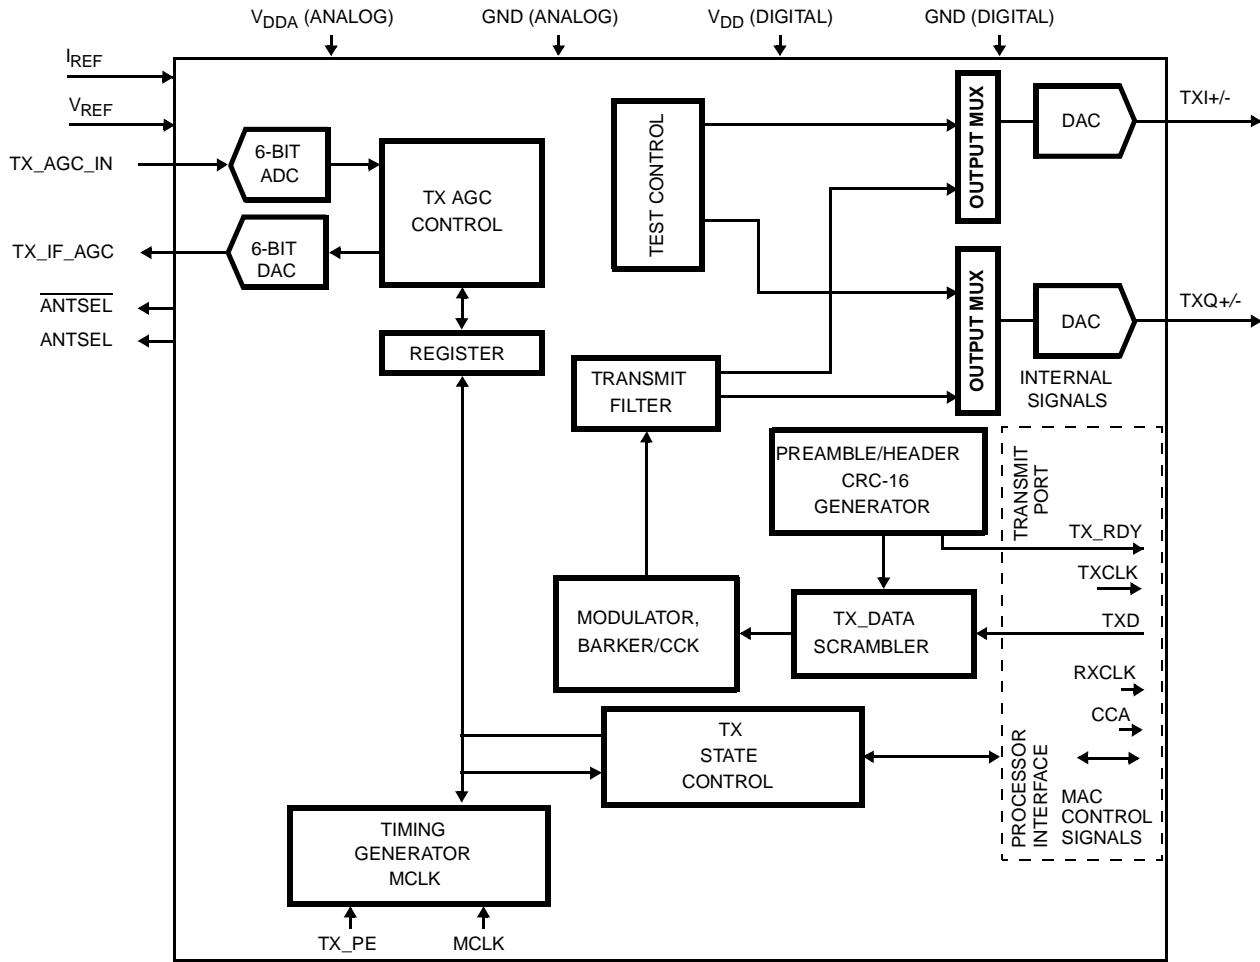 VDDA (ANALOG)
GND (ANALOG)
VDD (DIGITAL)
GND (DIGITAL)
IREF
VREF
TX_AGC_IN
TX_IF_AGC
ANTSEL
ANTSEL
6-BIT
ADC
6-BIT
DAC
TX AGC
CONTROL
REGISTER
TEST CONTROL
OUTPUT MUX
DAC
TXI+/-
OUTPUT MUX
DAC
TXQ+/-
INTERNAL
SIGNALS
TRANSMIT
FILTER
PREAMBLE/HEADER
CRC-16
GENERATOR
TRANSMIT
PORT
TX_RDY
TXCLK
TXD
MODULATOR,
BARKER/CCK
TX_DATA
SCRAMBLER
RXCLK
CCA
TX
STATE
CONTROL
PROCESSOR
INTERFACE
MAC
CONTROL
SIGNALS
TIMING
GENERATOR
MCLK
TX_PE
MCLK